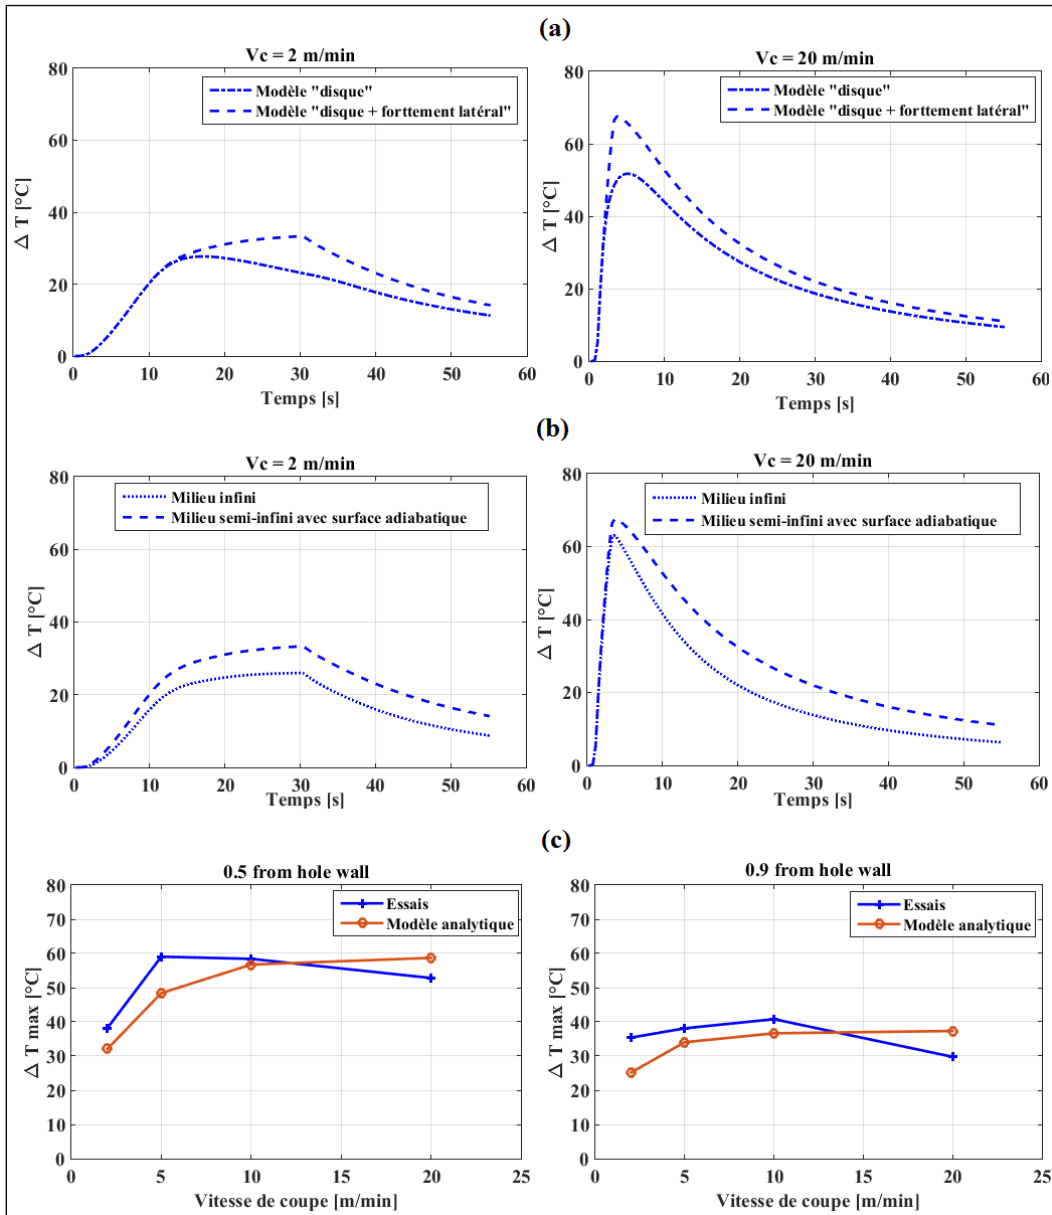 (a)
Vc = 2 m/min
80
60
40
20
0
Δ T [°C]
Modèle "disque"
Modèle "disque + forttement latéral"
0 10 20 30 40 50 60
Temps [s]
Vc = 20 m/min
80
60
40
20
0
Δ T [°C]
Modèle "disque"
Modèle "disque + forttement latéral"
0 10 20 30 40 50 60
Temps [s]
(b)
Vc = 2 m/min
80
60
40
20
0
Δ T [°C]
Milieu infini
Milieu semi-infini avec surface adiabatique
0 10 20 30 40 50 60
Temps [s]
Vc = 20 m/min
80
60
40
20
0
Δ T [°C]
Milieu infini
Milieu semi-infini avec surface adiabatique
0 10 20 30 40 50 60
Temps [s]
(c)
0.5 from hole wall
80
70
60
50
40
30
20
10
0
Δ T max [°C]
Essais
Modèle analytique
0 5 10 15 20 25
Vitesse de coupe [m/min]
0.9 from hole wall
80
70
60
50
40
30
20
10
0
Δ T max [°C]
Essais
Modèle analytique
0 5 10 15 20 25
Vitesse de coupe [m/min]